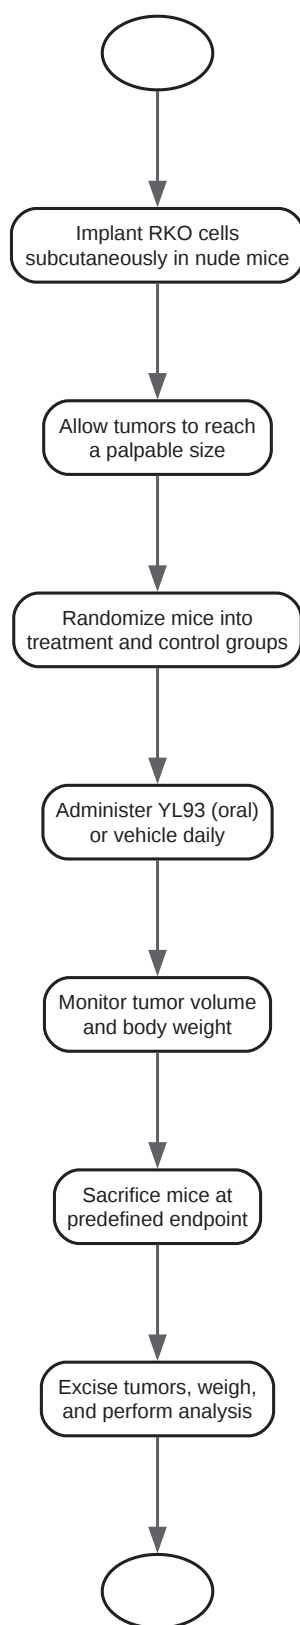 Implant RKO cells
subcutaneously in nude mice
Allow tumors to reach
a palpable size
Randomize mice into
treatment and control groups
Administer YL93 (oral)
or vehicle daily
Monitor tumor volume
and body weight
Sacrifice mice at
predefined endpoint
Excise tumors, weigh,
and perform analysis